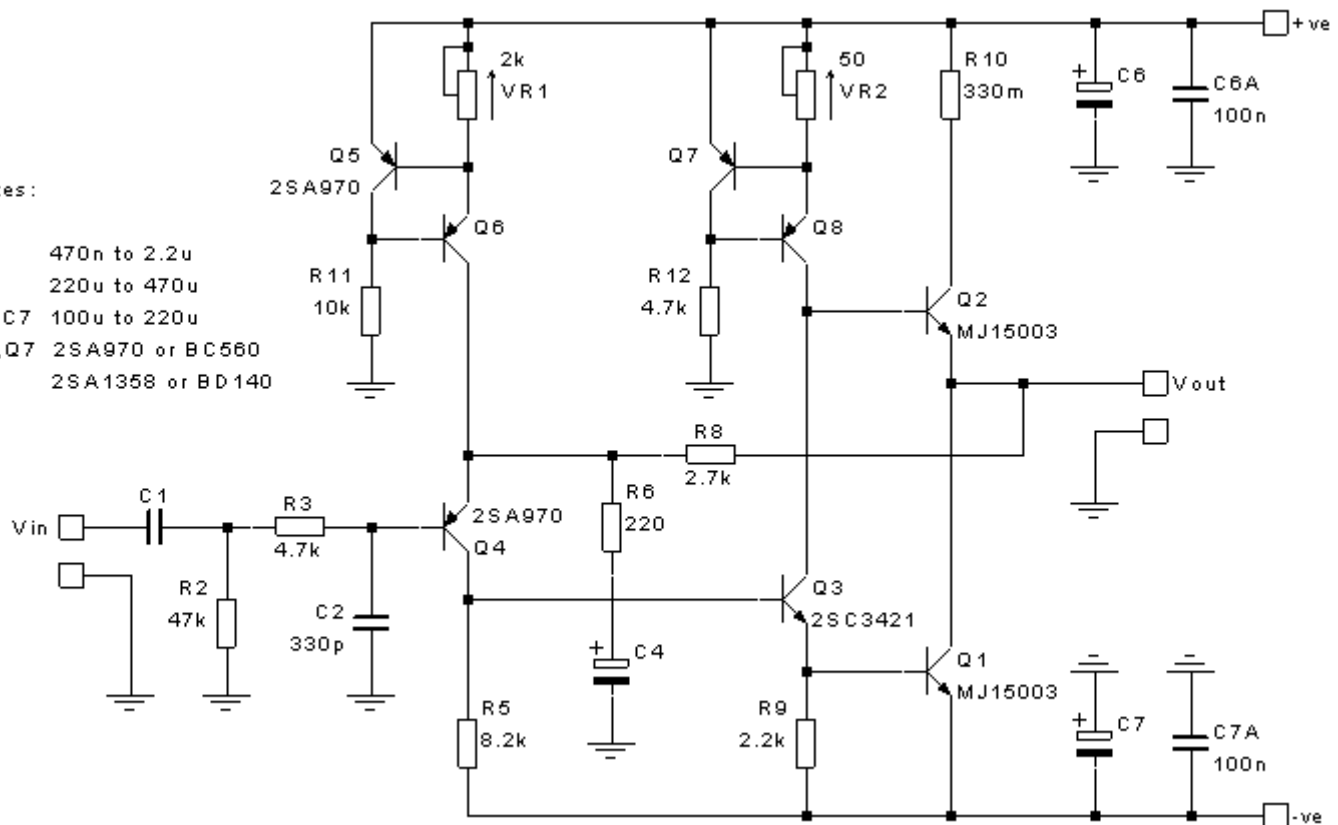 +ve
2k
VR1
50
VR2
R10
330m
C6
+
C6A
100n
Q5
2SA970
Q7
tes:
Q6
Q8
470n to 2.2u
220u to 470u
C7 100u to 220u
,Q7 2SA970 or BC560
2SA1358 or BD140
R11
10k
R12
4.7k
Q2
MJ15003
Vout
R8
2.7k
C1
R3
4.7k
Vin
2SA970
Q4
R6
220
R2
47k
C2
330p
Q3
2SC3421
+
C4
Q1
MJ15003
R5
8.2k
R9
2.2k
+
C7
C7A
100n
-ve